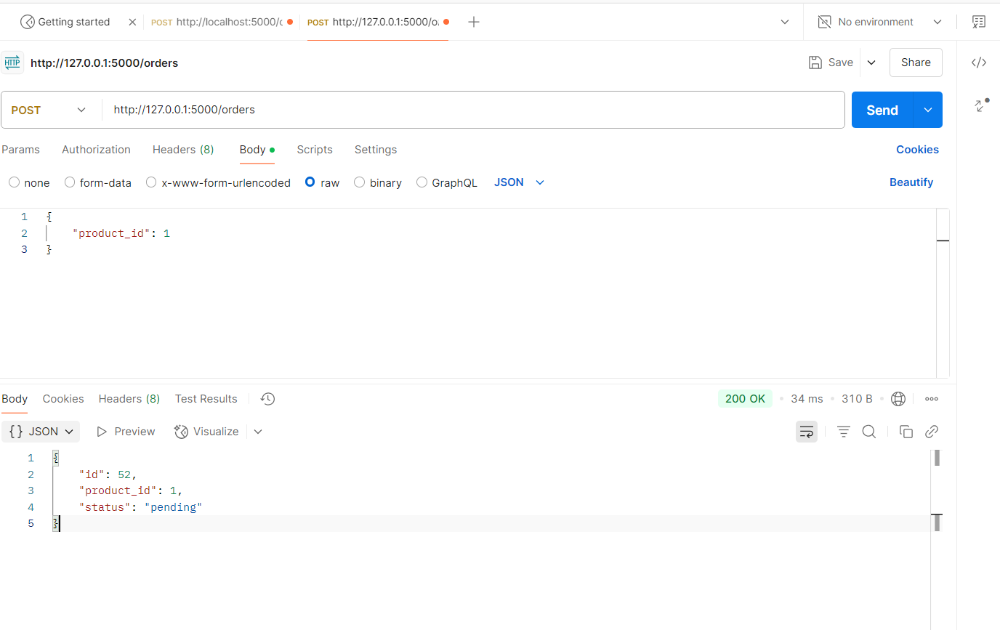 Getting started
POST http://localhost:5000/c
POST http://127.0.0.1:5000/o.
No environment
HTTP http://127.0.0.1:5000/orders
Save
Share
POST
http://127.0.0.1:5000/orders
Send
Params Authorization Headers (8) Body Scripts Settings Cookies
none form-data x-www-form-urlencoded raw binary GraphQL JSON Beautify
1 {
2 "product_id": 1
3 }
Body Cookies Headers (8) Test Results 200 OK 34 ms 310 B
{} JSON Preview Visualize
1 {
2 "id": 52,
3 "product_id": 1,
4 "status": "pending"
5 }